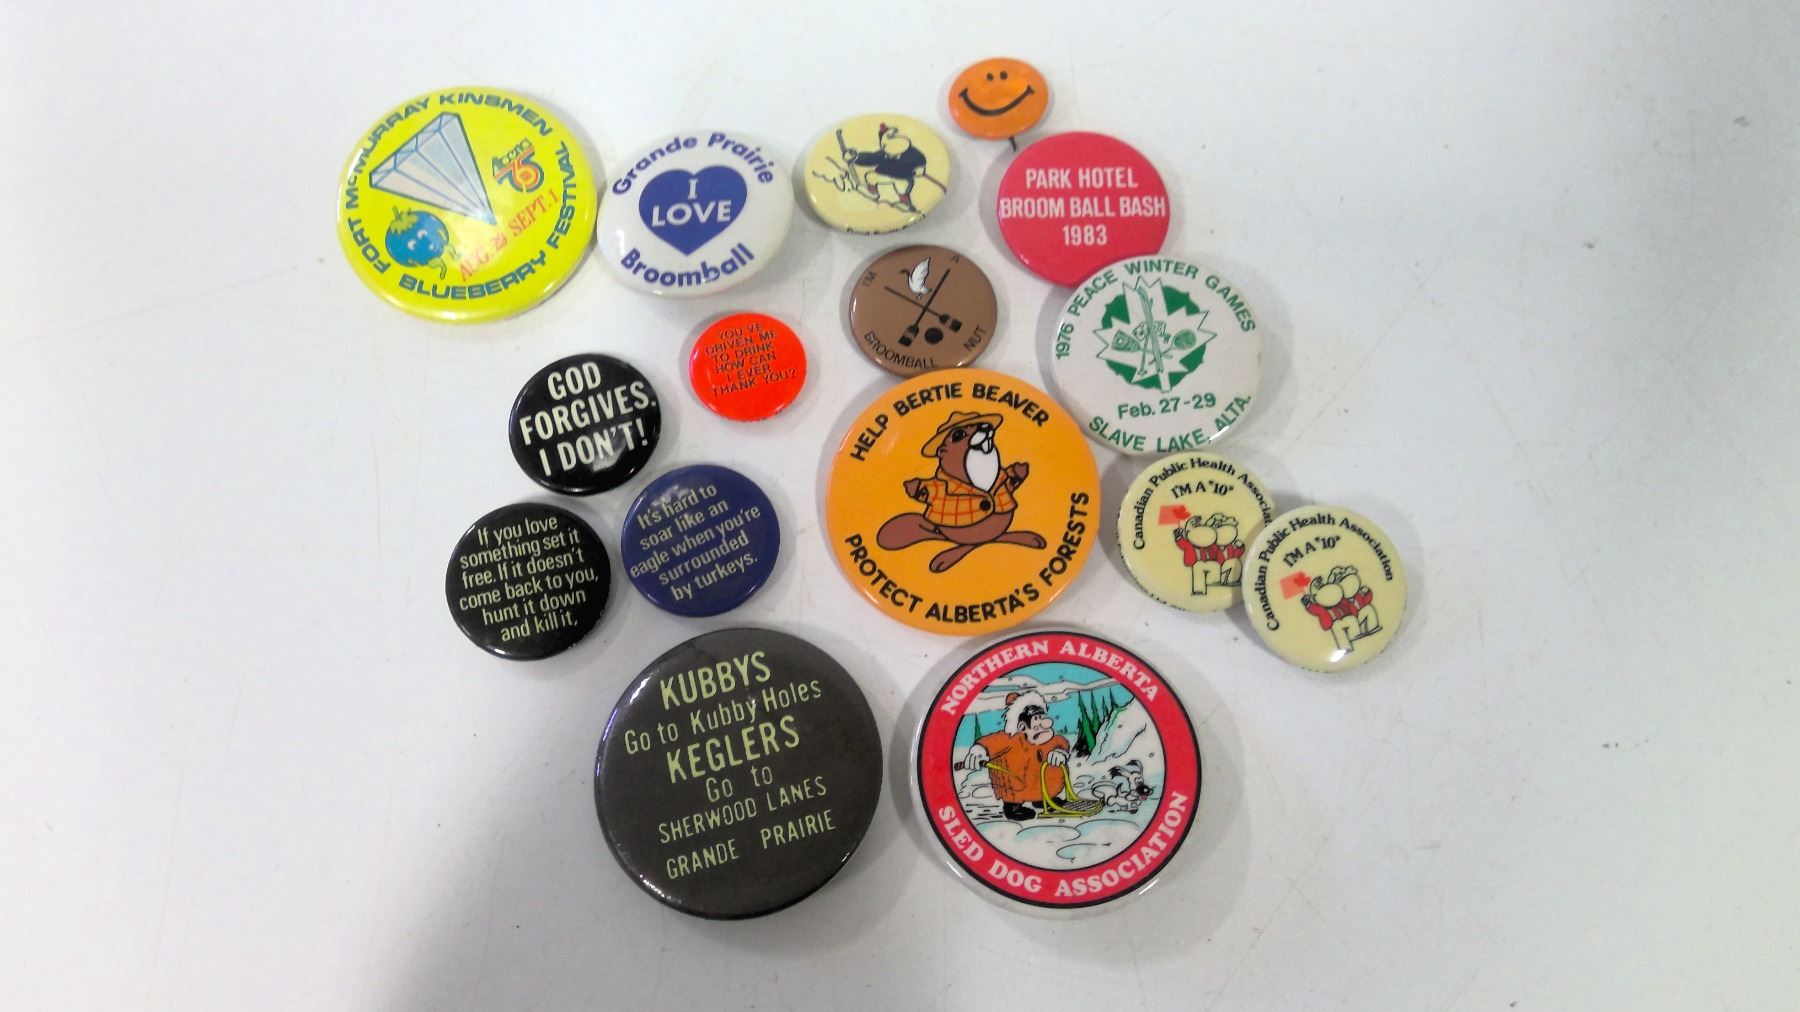 FORT McMURRAY KINSMEN
BLUEBERRY FESTIVAL
75
AUG. 29 SEPT. 1
Grande Prairie
I
LOVE
Broomball
PARK HOTEL
BROOM BALL BASH
1983
I'M A
BROOMBALL NUT
1976 PEACE WINTER GAMES
Feb. 27-29
SLAVE LAKE, ALTA.
YOU'VE
DRIVEN ME
TO DRINK
HOW CAN
I EVER
THANK YOU?
GOD
FORGIVES.
I DON'T!
HELP BERTIE BEAVER
PROTECT ALBERTA'S FORESTS
If you love
something set it
free. If it doesn't
come back to you,
hunt it down
and kill it,
It's hard to
soar like an
eagle when you're
surrounded
by turkeys.
Canadian Public Health Associat
I'M A "10"
Canadian Public Health Association
I'M A "10"
KUBBYS
Go to Kubby Holes
KEGLERS
Go to
SHERWOOD LANES
GRANDE PRAIRIE
NORTHERN ALBERTA
SLED DOG ASSOCIATION